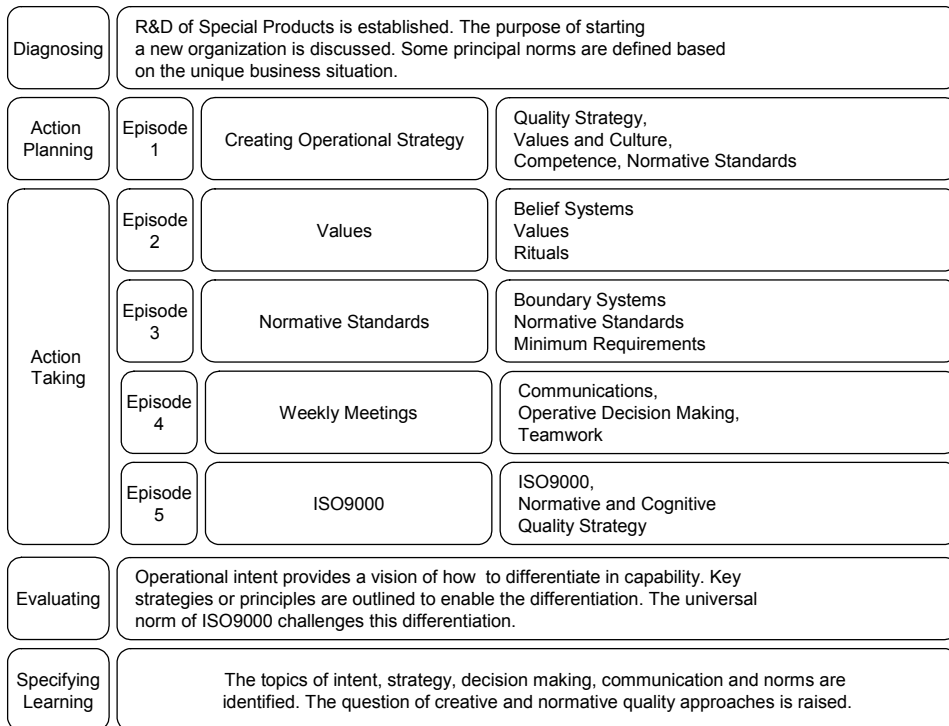 Diagnosing
R&D of Special Products is established. The purpose of starting
a new organization is discussed. Some principal norms are defined based
on the unique business situation.
Action
Planning
Episode
1
Creating Operational Strategy
Quality Strategy,
Values and Culture,
Competence, Normative Standards
Action
Taking
Episode
2
Values
Belief Systems
Values
Rituals
Episode
3
Normative Standards
Boundary Systems
Normative Standards
Minimum Requirements
Episode
4
Weekly Meetings
Communications,
Operative Decision Making,
Teamwork
Episode
5
ISO9000
ISO9000,
Normative and Cognitive
Quality Strategy
Evaluating
Operational intent provides a vision of how to differentiate in capability. Key
strategies or principles are outlined to enable the differentiation. The universal
norm of ISO9000 challenges this differentiation.
Specifying
Learning
The topics of intent, strategy, decision making, communication and norms are
identified. The question of creative and normative quality approaches is raised.